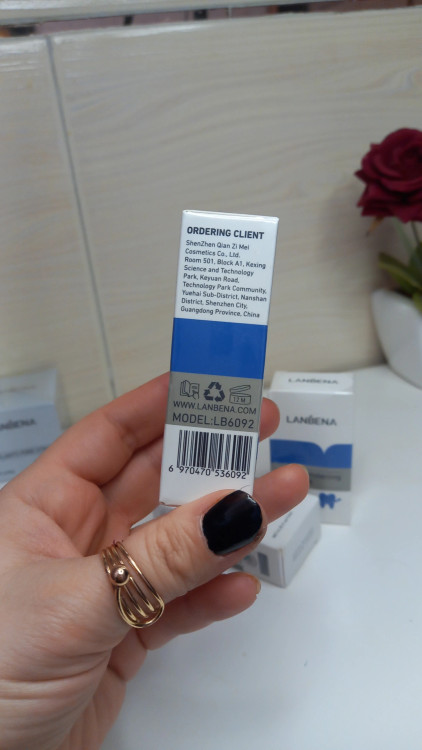 ORDERING CLIENT
ShenZhen Qian Zi Mei
Cosmetics Co., Ltd.
Room 501, Block A1, Kexing
Science and Technology
Park, Keyuan Road,
Technology Park Community,
Yuehai Sub-District, Nanshan
District, Shenzhen City,
Guangdong Province, China
12M
WWW.LANBENA.COM
MODEL:LB6092
6 970470 536092
LANBENA
LANBENA